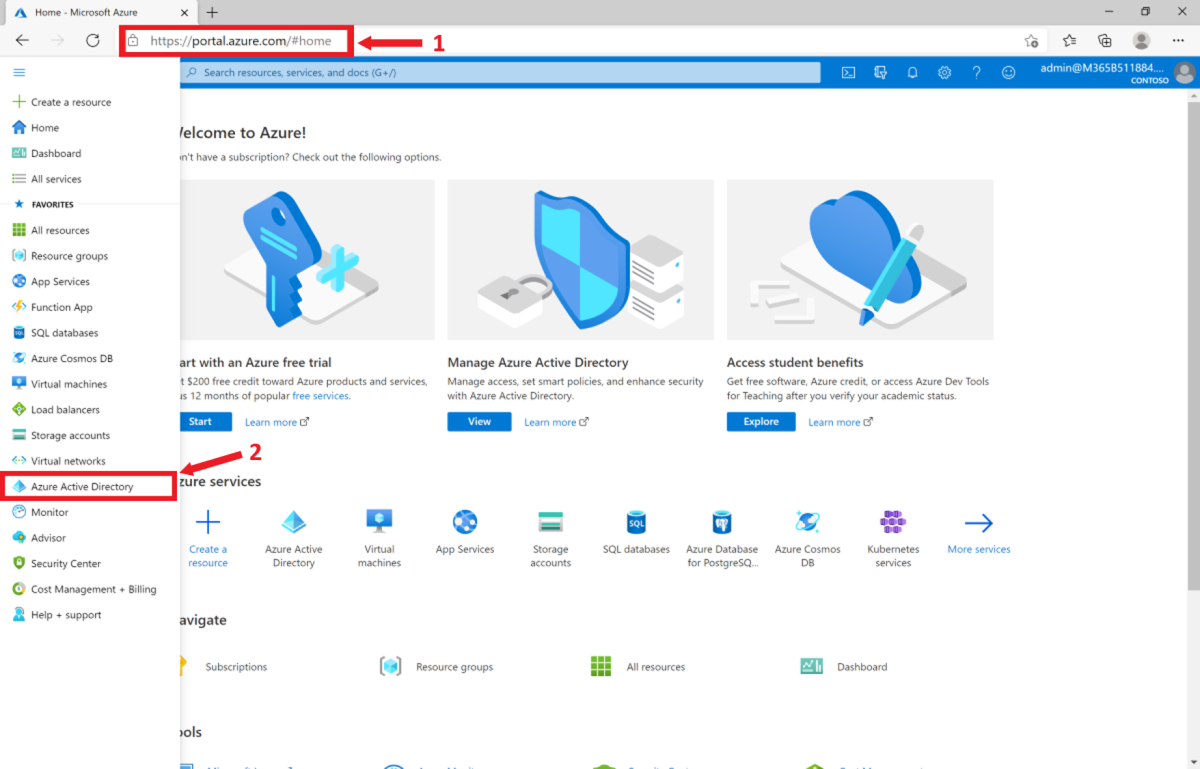 Home - Microsoft Azure
https://portal.azure.com/#home
1
Search resources, services, and docs (G+/)
admin@M365B511884....
CONTOSO
Create a resource
Home
Dashboard
All services
FAVORITES
All resources
Resource groups
App Services
Function App
SQL databases
Azure Cosmos DB
Virtual machines
Load balancers
Storage accounts
Virtual networks
Azure Active Directory
Monitor
Advisor
Security Center
Cost Management + Billing
Help + support
2
elcome to Azure!
n't have a subscription? Check out the following options.
art with an Azure free trial
t $200 free credit toward Azure products and services,
us 12 months of popular free services.
Start
Learn more
Manage Azure Active Directory
Manage access, set smart policies, and enhance security
with Azure Active Directory.
View
Learn more
Access student benefits
Get free software, Azure credit, or access Azure Dev Tools
for Teaching after you verify your academic status.
Explore
Learn more
zure services
Create a
resource
Azure Active
Directory
Virtual
machines
App Services
Storage
accounts
SQL
SQL databases
Azure Database
for PostgreSQ...
Azure Cosmos
DB
Kubernetes
services
More services
avigate
Subscriptions
Resource groups
All resources
Dashboard
ools